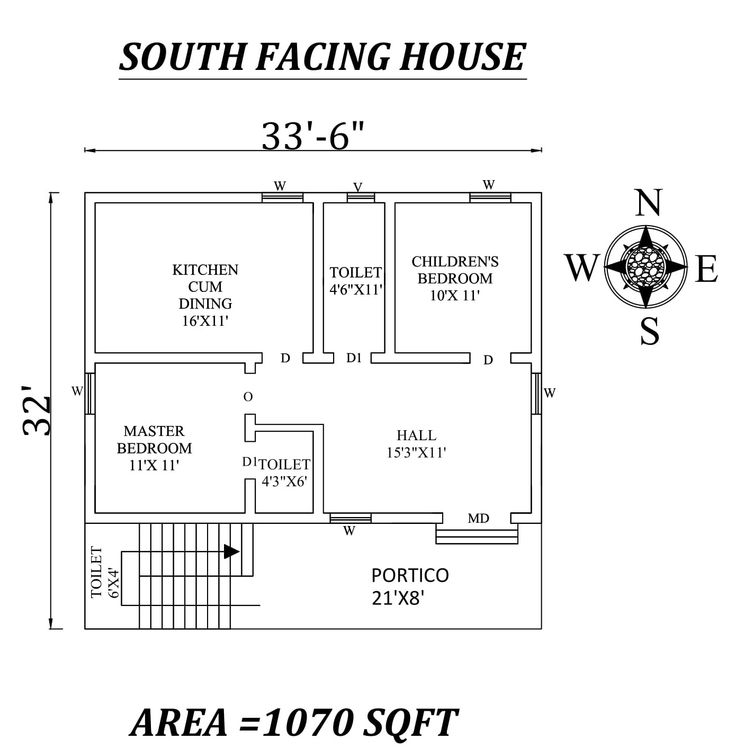 SOUTH FACING HOUSE
33'-6"
W
V
W
N
W
E
S
KITCHEN
CUM
DINING
16'X11'
TOILET
4'6"X11'
CHILDREN'S
BEDROOM
10'X 11'
D
D1
D
32'
W
W
O
MASTER
BEDROOM
11'X 11'
HALL
15'3"X11'
D1
TOILET
4'3"X6'
W
MD
TOILET
6'X4'
PORTICO
21'X8'
AREA =1070 SQFT